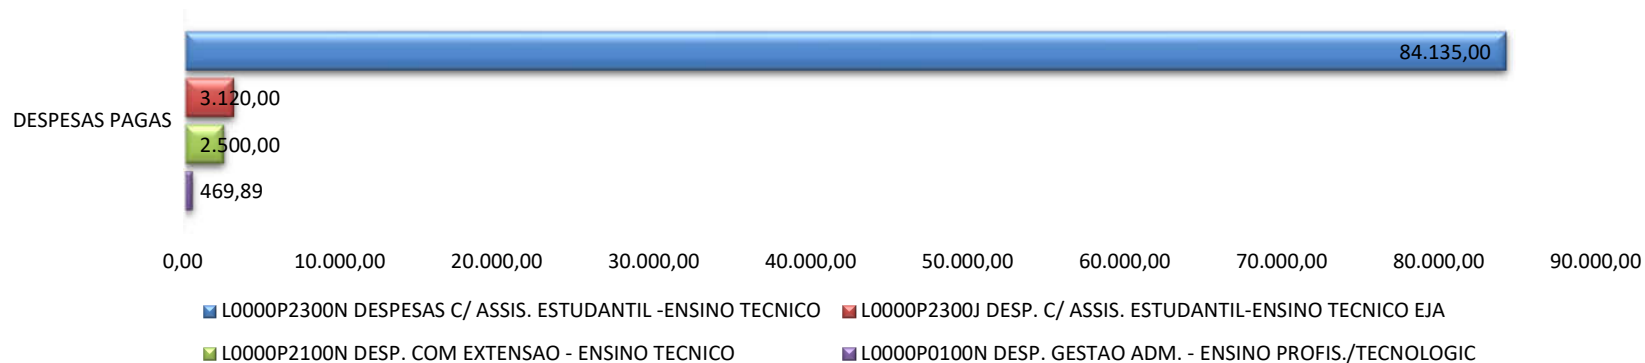 84.135,00
3.120,00
DESPESAS PAGAS
2.500,00
469,89
0,00 10.000,00 20.000,00 30.000,00 40.000,00 50.000,00 60.000,00 70.000,00 80.000,00 90.000,00
L0000P2300N DESPESAS C/ ASSIS. ESTUDANTIL -ENSINO TECNICO L0000P2300J DESP. C/ ASSIS. ESTUDANTIL-ENSINO TECNICO EJA
L0000P2100N DESP. COM EXTENSAO - ENSINO TECNICO L0000P0100N DESP. GESTAO ADM. - ENSINO PROFIS./TECNOLOGIC